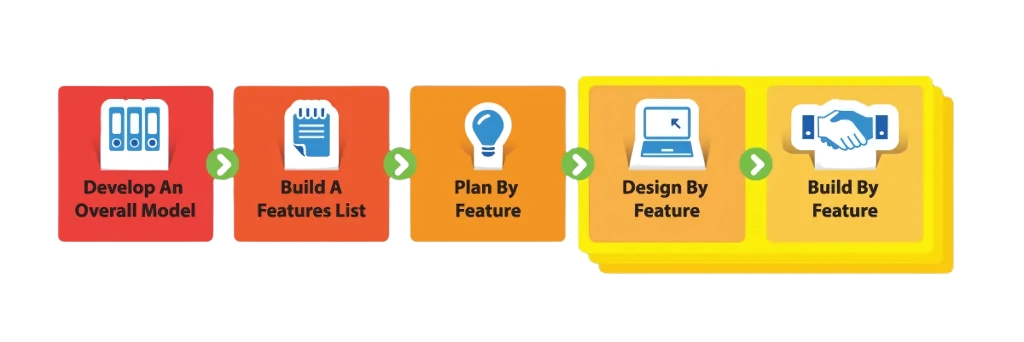 Develop An
Overall Model
Build A
Features List
Plan By
Feature
Design By
Feature
Build By
Feature